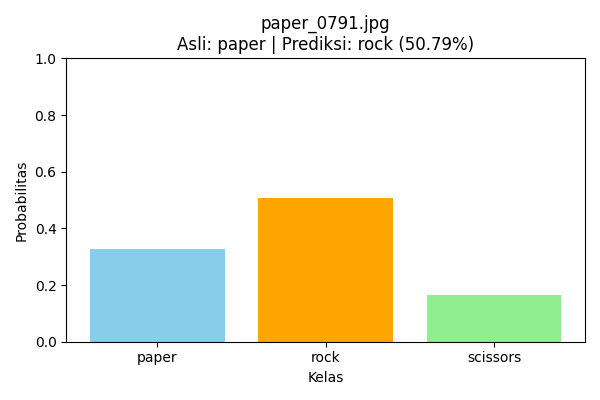 paper_0791.jpg
Asli: paper | Prediksi: rock (50.79%)
1.0
0.8
0.6
0.4
0.2
0.0
Probabilitas
paper
rock
scissors
Kelas